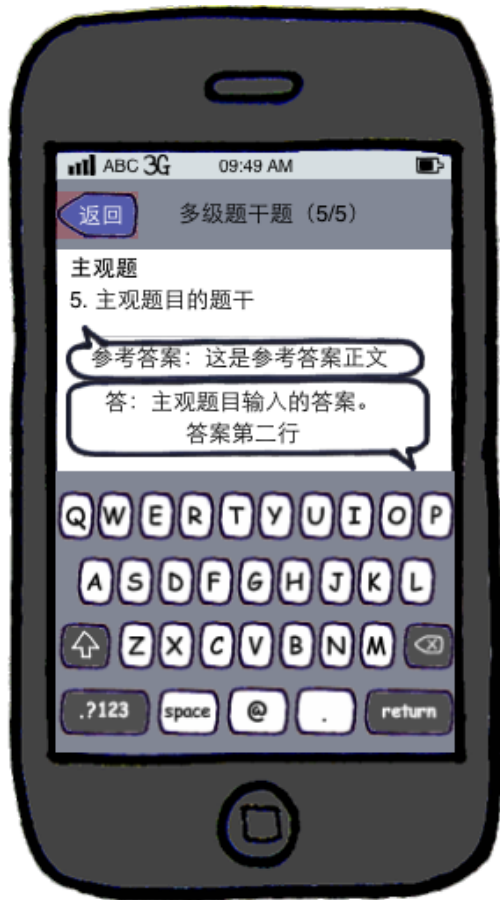 ABC 3G 09:49 AM
返回 多级题干题（5/5）
主观题
5. 主观题目的题干
参考答案：这是参考答案正文
答：主观题目输入的答案。
答案第二行
Q W E R T Y U I O P
A S D F G H J K L
Z X C V B N M
.?123 space @ . return